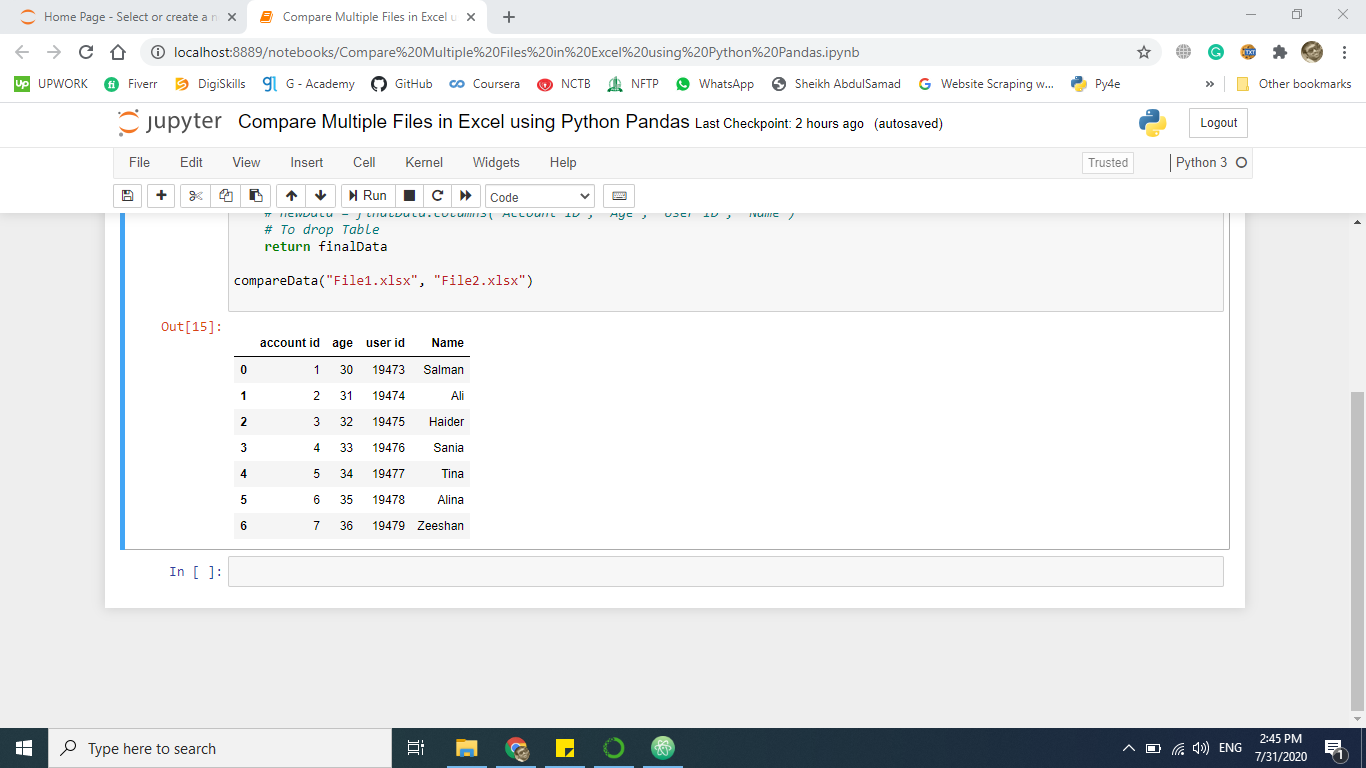 Home Page - Select or create a n
Compare Multiple Files in Excel u
localhost:8889/notebooks/Compare%20Multiple%20Files%20in%20Excel%20using%20Python%20Pandas.ipynb
TXT
up UPWORK fi Fiverr DigiSkills G - Academy GitHub Coursera NCTB NFTP WhatsApp Sheikh AbdulSamad Website Scraping w... Py4e » Other bookmarks
jupyter Compare Multiple Files in Excel using Python Pandas Last Checkpoint: 2 hours ago (autosaved) Logout
File Edit View Insert Cell Kernel Widgets Help Trusted Python 3
Run Code
# newData = finalData.columns("Account ID", "Age", "User ID", "Name")
# To drop Table
return finalData
compareData("File1.xlsx", "File2.xlsx")
Out[15]:
account id age user id Name
0 1 30 19473 Salman
1 2 31 19474 Ali
2 3 32 19475 Haider
3 4 33 19476 Sania
4 5 34 19477 Tina
5 6 35 19478 Alina
6 7 36 19479 Zeeshan
In [ ]:
Type here to search
ENG
2:45 PM
7/31/2020
1